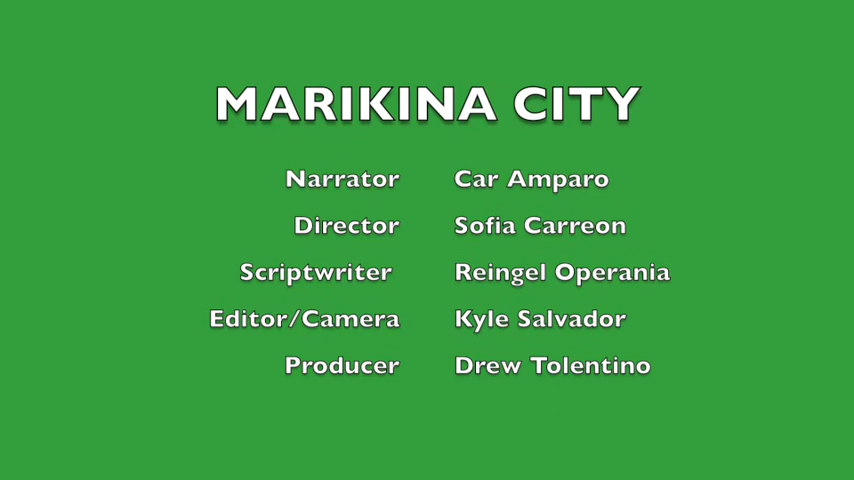 MARIKINA CITY
Narrator Car Amparo
Director Sofia Carreon
Scriptwriter Reingel Operania
Editor/Camera Kyle Salvador
Producer Drew Tolentino